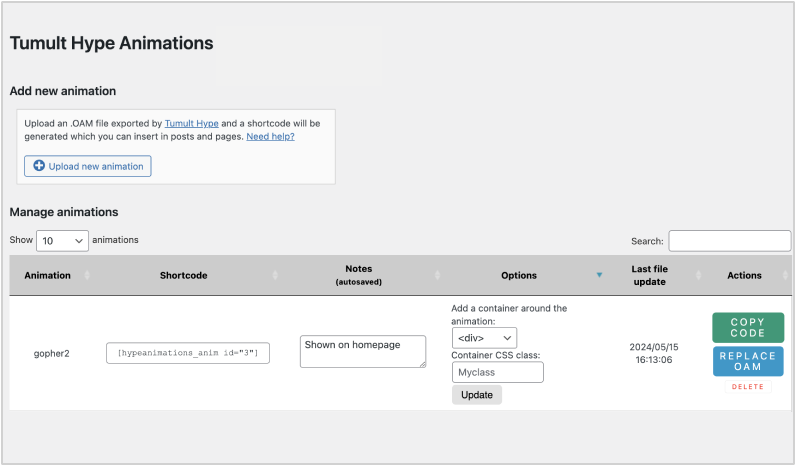 Tumult Hype Animations
Add new animation
Upload an .OAM file exported by Tumult Hype and a shortcode will be
generated which you can insert in posts and pages. Need help?
Upload new animation
Manage animations
Show 10 animations
Search:
Animation Shortcode Notes (autosaved) Options Last file update Actions
gopher2
[hypeanimations_anim id="3"]
Shown on homepage
Add a container around the
animation:
<div>
Container CSS class:
Myclass
Update
2024/05/15
16:13:06
COPY
CODE
REPLACE
OAM
DELETE